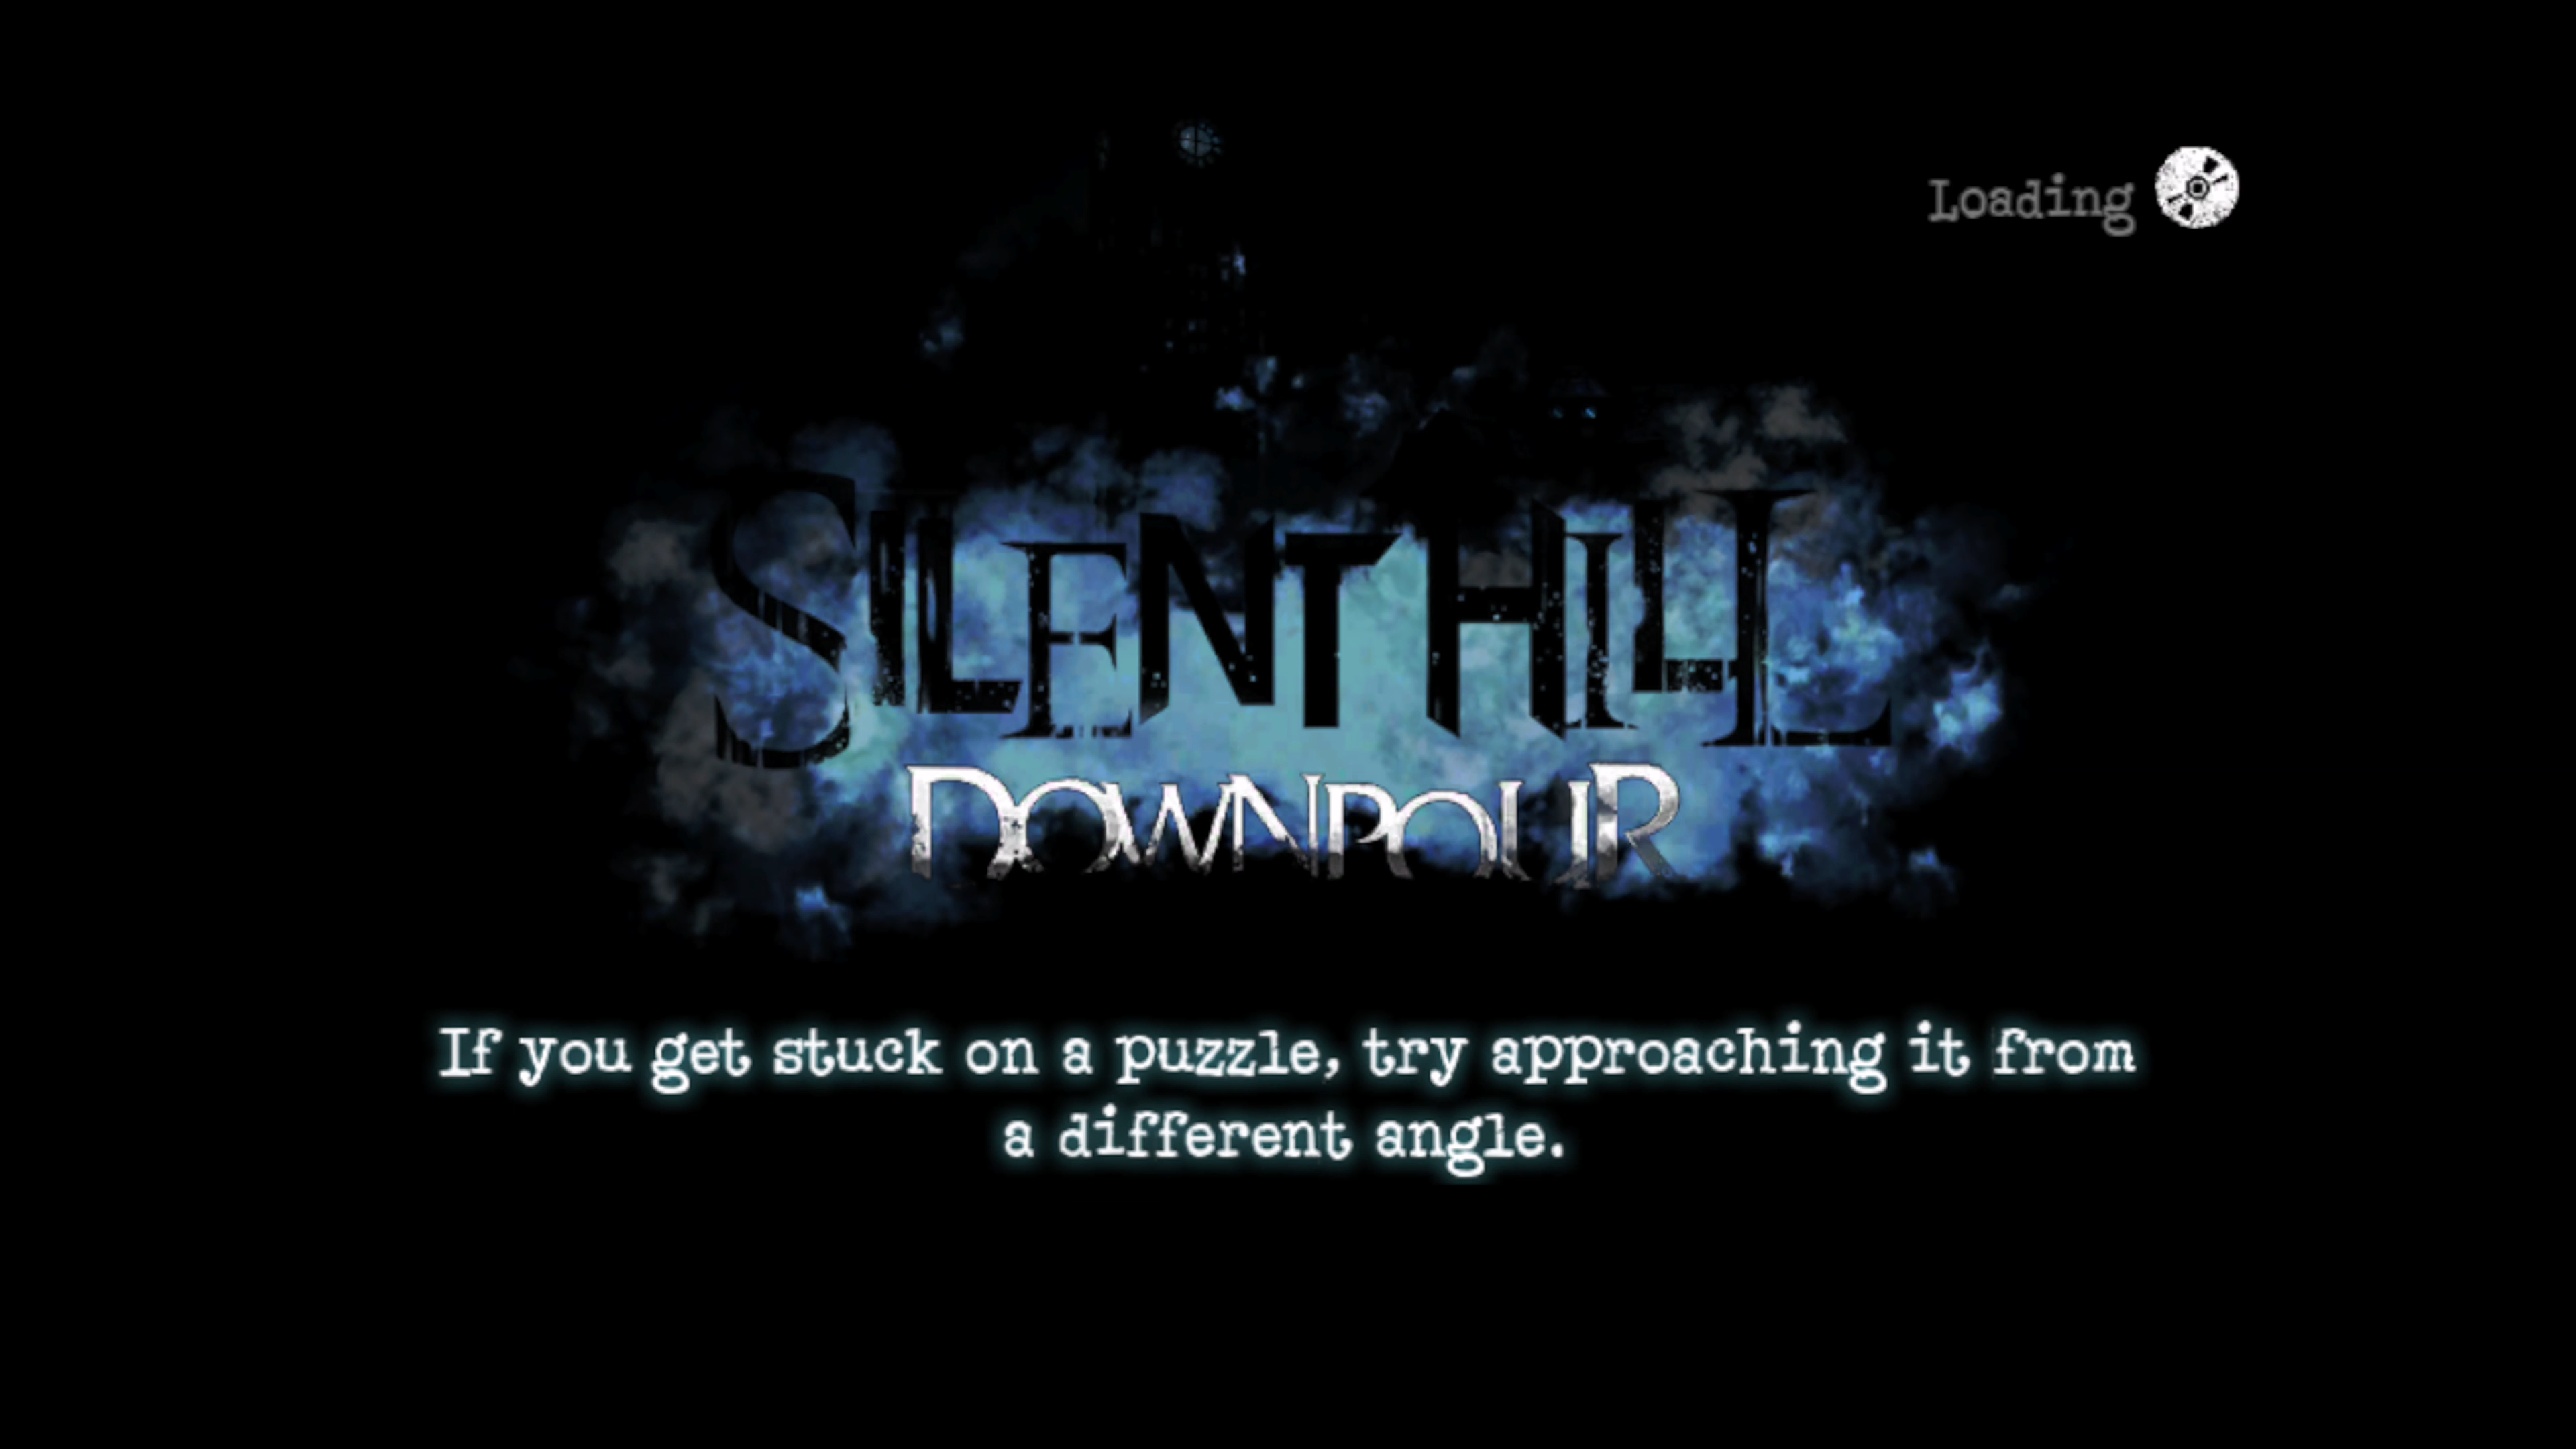 Loading
SILENT HILL
DOWNPOUR
If you get stuck on a puzzle, try approaching it from
a different angle.